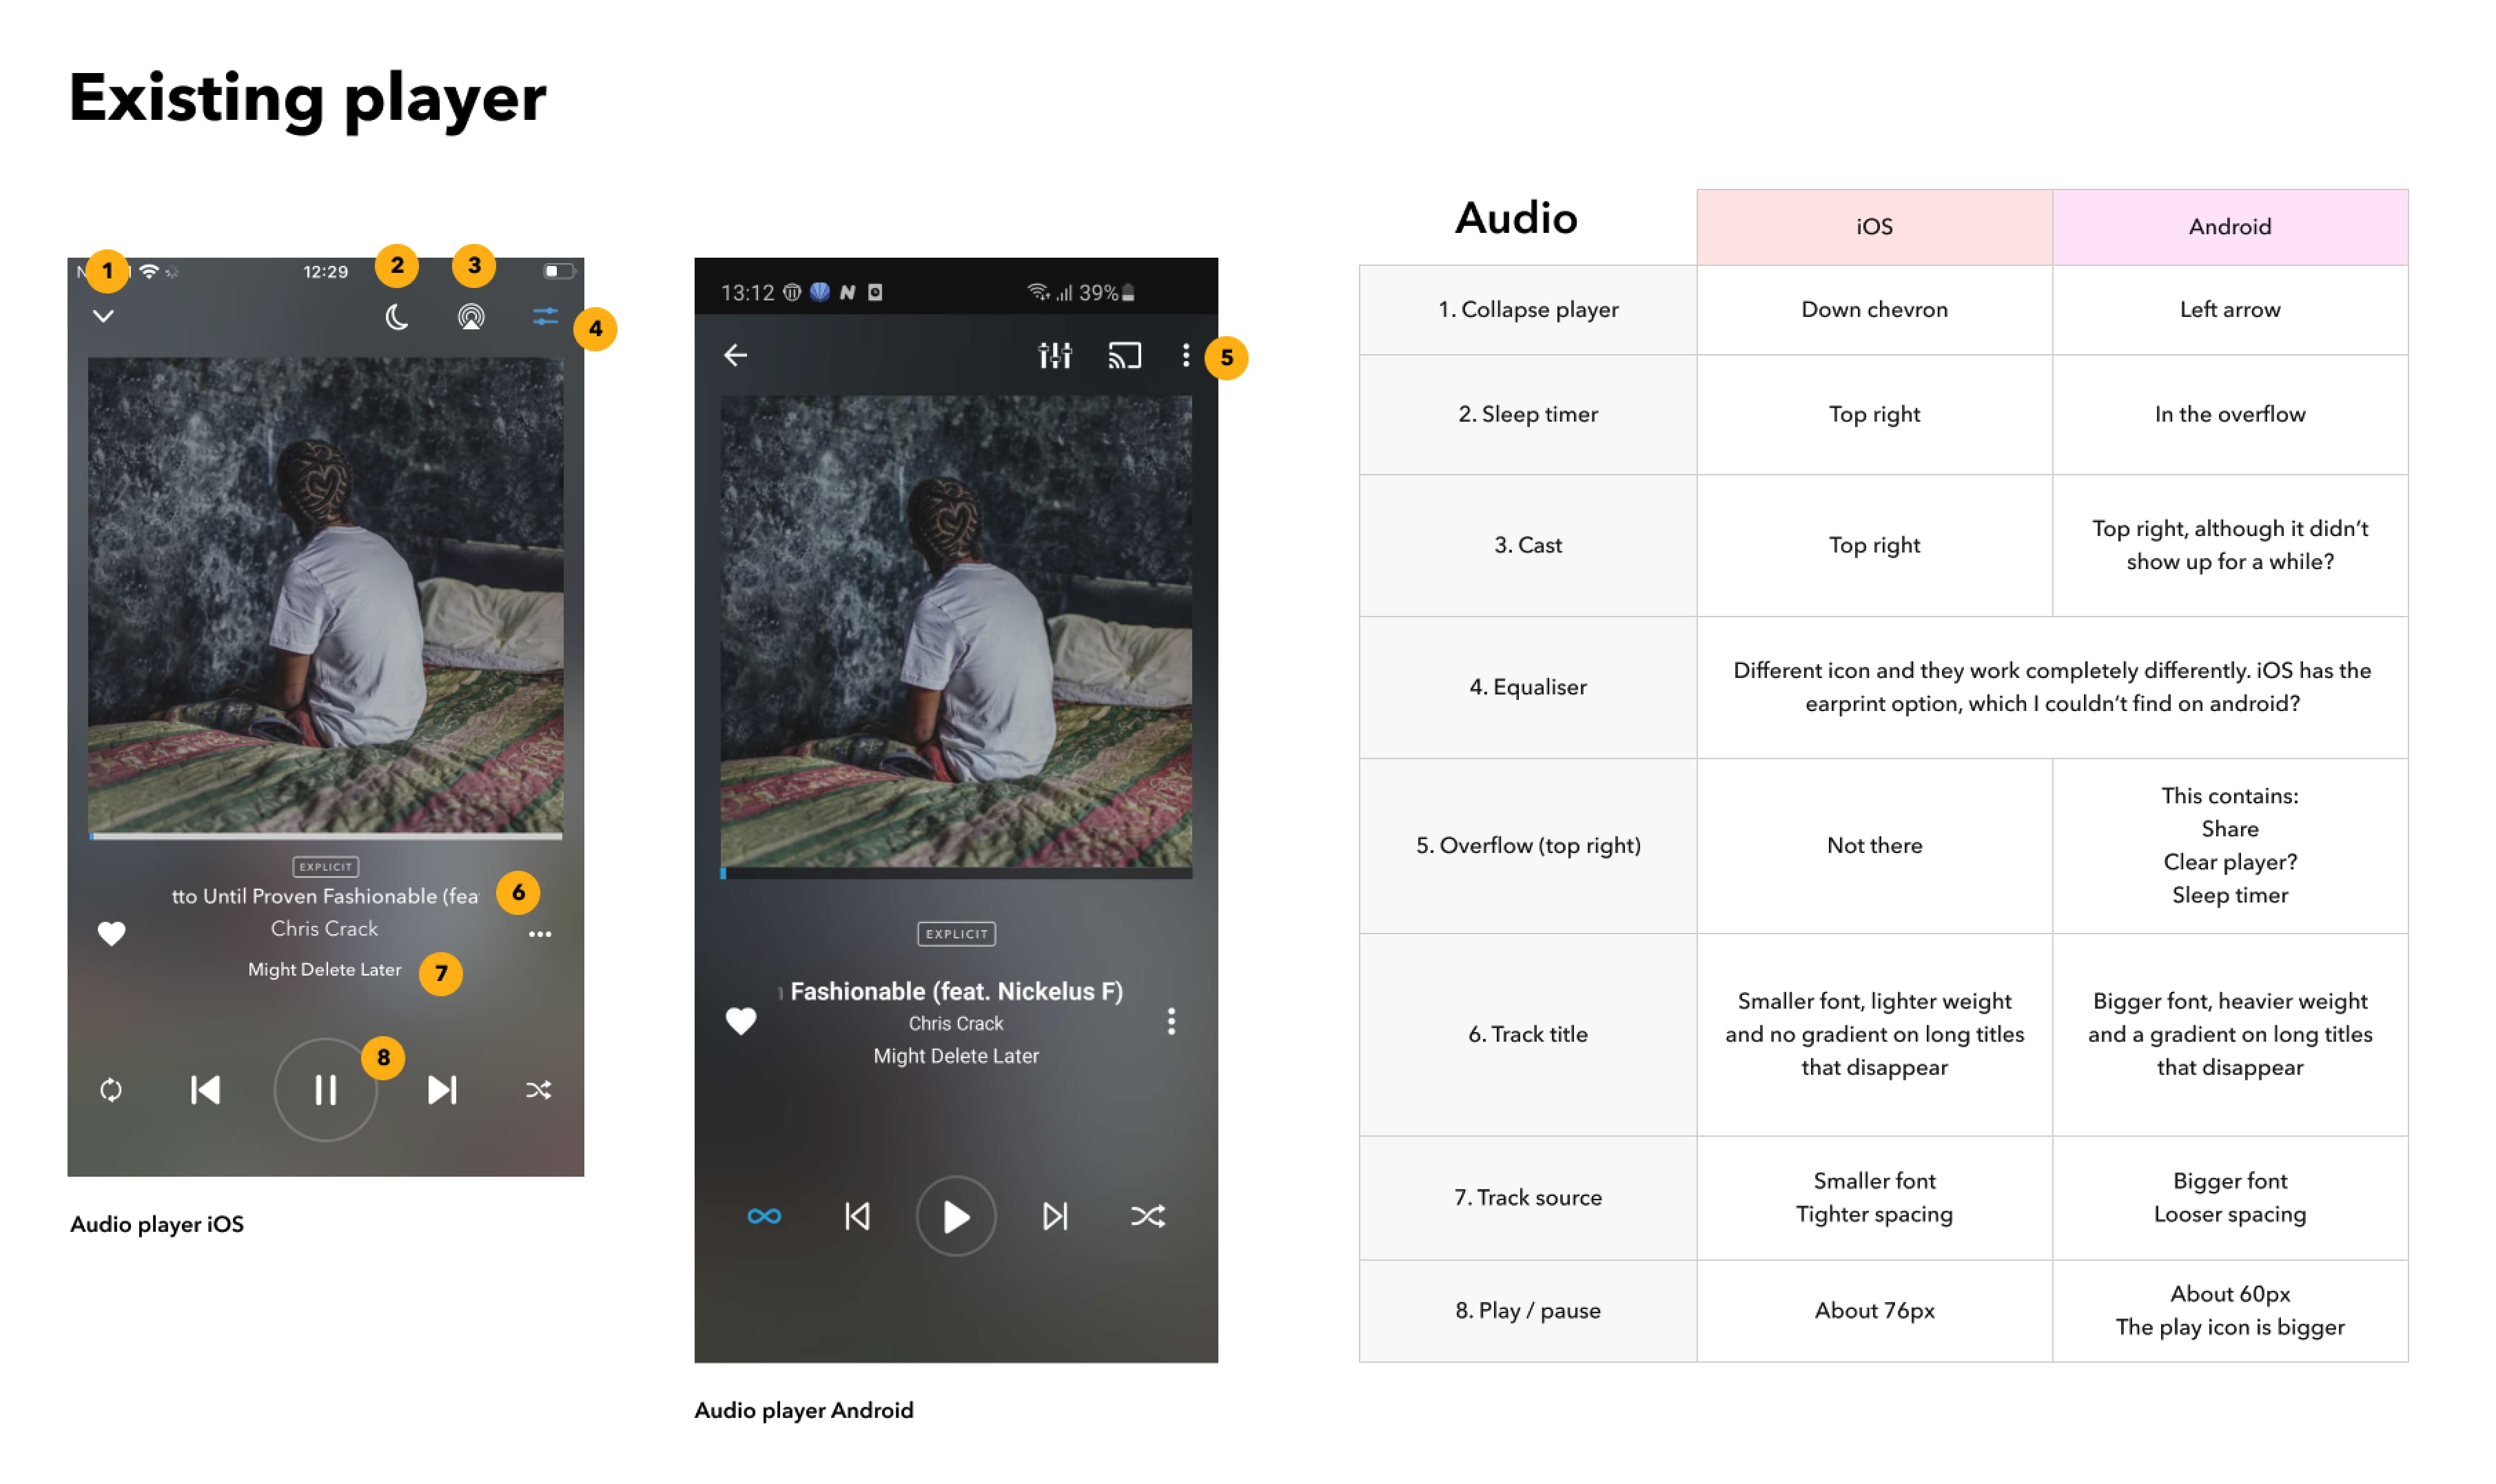 Existing player
1
2
3
12:29
4
EXPLICIT
tto Until Proven Fashionable (fea
6
Chris Crack
Might Delete Later
7
8
Audio player iOS
13:12
N
39%
5
EXPLICIT
Fashionable (feat. Nickelus F)
Chris Crack
Might Delete Later
Audio player Android
Audio
iOS
Android
1. Collapse player
Down chevron
Left arrow
2. Sleep timer
Top right
In the overflow
3. Cast
Top right
Top right, although it didn't
show up for a while?
4. Equaliser
Different icon and they work completely differently. iOS has the
earprint option, which I couldn't find on android?
5. Overflow (top right)
Not there
This contains:
Share
Clear player?
Sleep timer
6. Track title
Smaller font, lighter weight
and no gradient on long titles
that disappear
Bigger font, heavier weight
and a gradient on long titles
that disappear
7. Track source
Smaller font
Tighter spacing
Bigger font
Looser spacing
8. Play / pause
About 76px
About 60px
The play icon is bigger